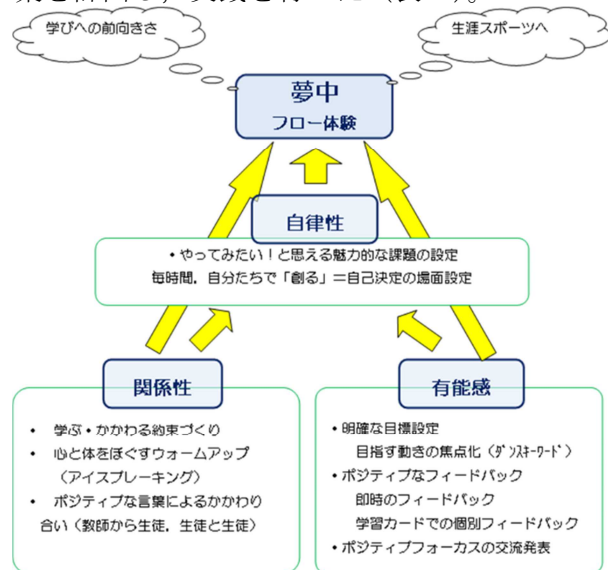 学びへの前向きさ
生涯スポーツへ
夢中
フロー体験
自律性
・やってみたい！と思える魅力的な課題の設定
毎時間，自分たちで「創る」＝自己決定の場面設定
関係性
・ 学ぶ・かかわる約束づくり
・ 心と体をほぐすウォームアップ
（アイスブレーキング）
・ ポジティブな言葉によるかかわり
合い（教師から生徒，生徒と生徒）
有能感
・明確な目標設定
目指す動きの焦点化（ﾀﾞﾝｽｷｰﾜｰﾄﾞ）
・ポジティブなフィードバック
即時のフィードバック
学習カードでの個別フィードバック
・ポジティブフォーカスの交流発表